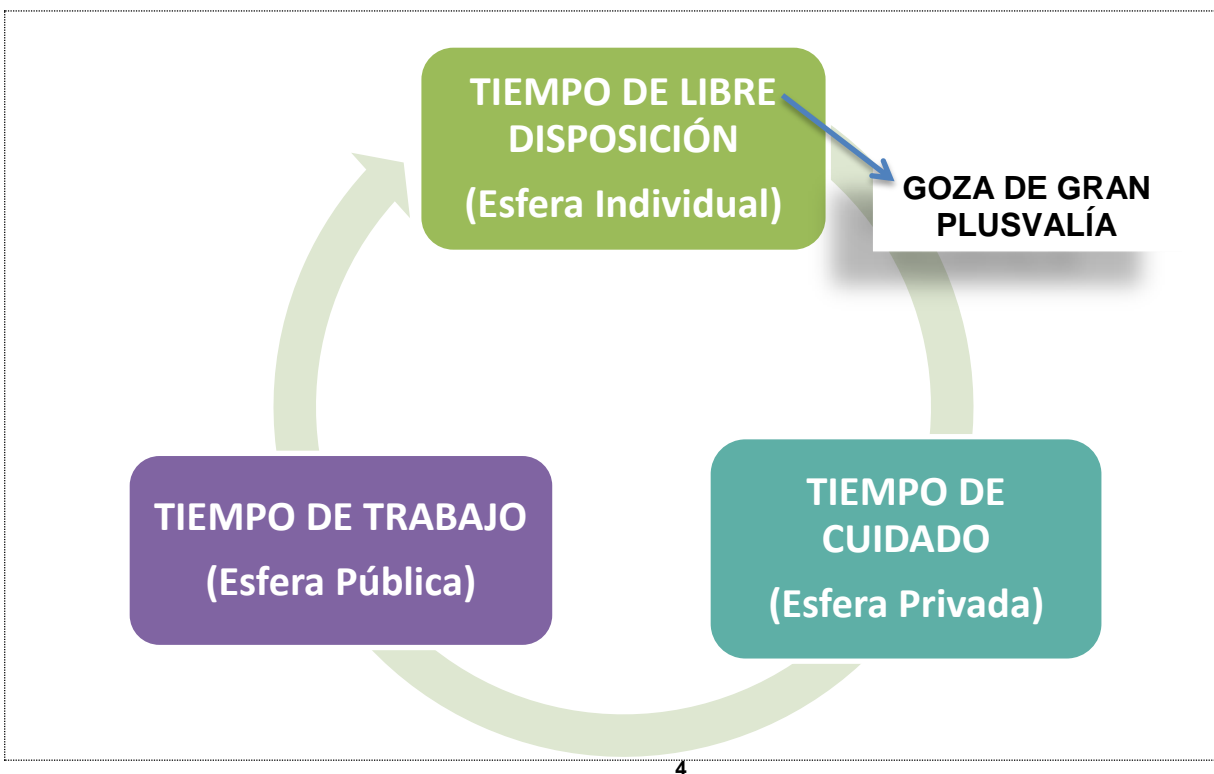 TIEMPO DE LIBRE
DISPOSICIÓN
(Esfera Individual)
GOZA DE GRAN
PLUSVALÍA
TIEMPO DE TRABAJO
(Esfera Pública)
TIEMPO DE
CUIDADO
(Esfera Privada)
4